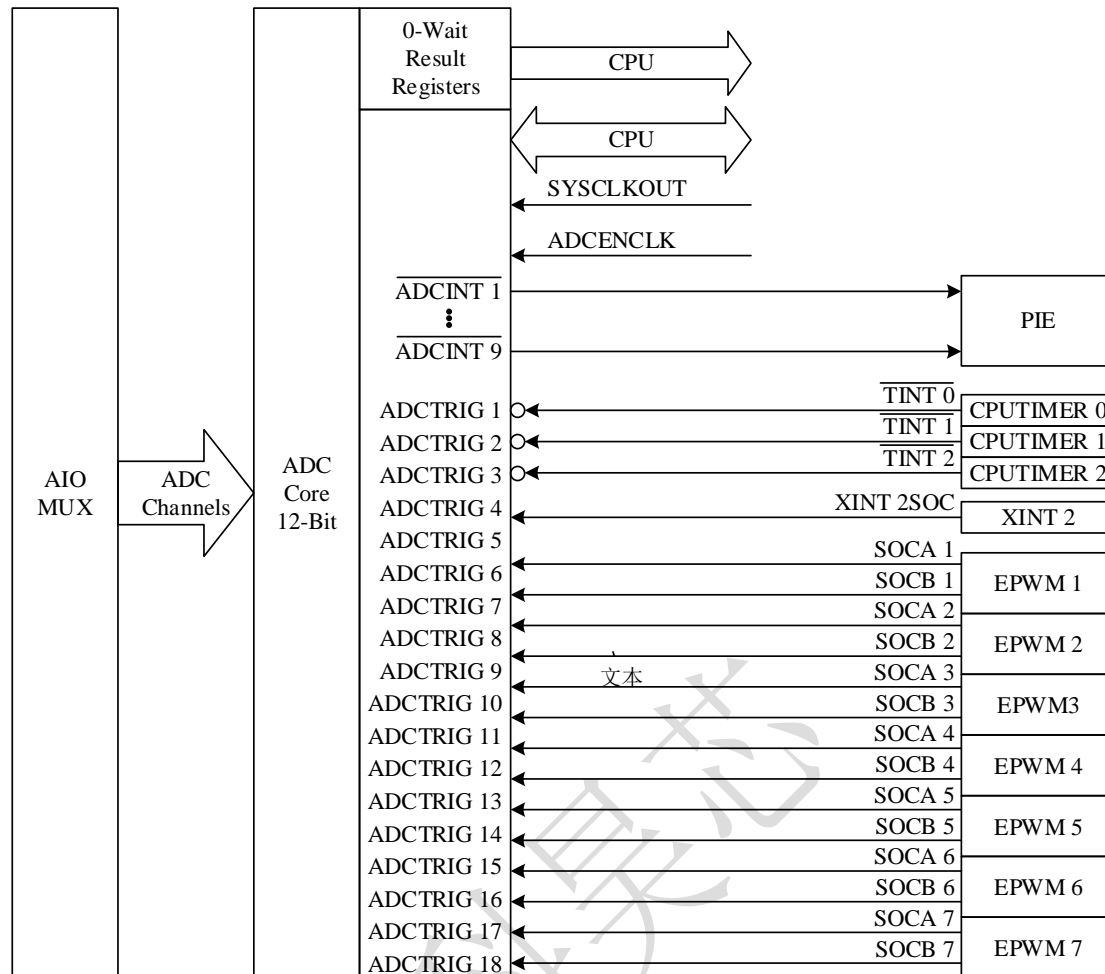 0-Wait
Result
Registers
CPU
CPU
SYSCLKOUT
ADCENCLK
ADCINT 1
ADCINT 9
PIE
AIO
MUX
ADC
Channels
ADC
Core
12-Bit
ADCTRIG 1
ADCTRIG 2
ADCTRIG 3
ADCTRIG 4
ADCTRIG 5
ADCTRIG 6
ADCTRIG 7
ADCTRIG 8
ADCTRIG 9
ADCTRIG 10
ADCTRIG 11
ADCTRIG 12
ADCTRIG 13
ADCTRIG 14
ADCTRIG 15
ADCTRIG 16
ADCTRIG 17
ADCTRIG 18
TINT 0
TINT 1
TINT 2
XINT 2SOC
SOCA 1
SOCB 1
SOCA 2
SOCB 2
SOCA 3
SOCB 3
SOCA 4
SOCB 4
SOCA 5
SOCB 5
SOCA 6
SOCB 6
SOCA 7
SOCB 7
CPUTIMER 0
CPUTIMER 1
CPUTIMER 2
XINT 2
EPWM 1
EPWM 2
EPWM3
EPWM 4
EPWM 5
EPWM 6
EPWM 7
文本
昊芯